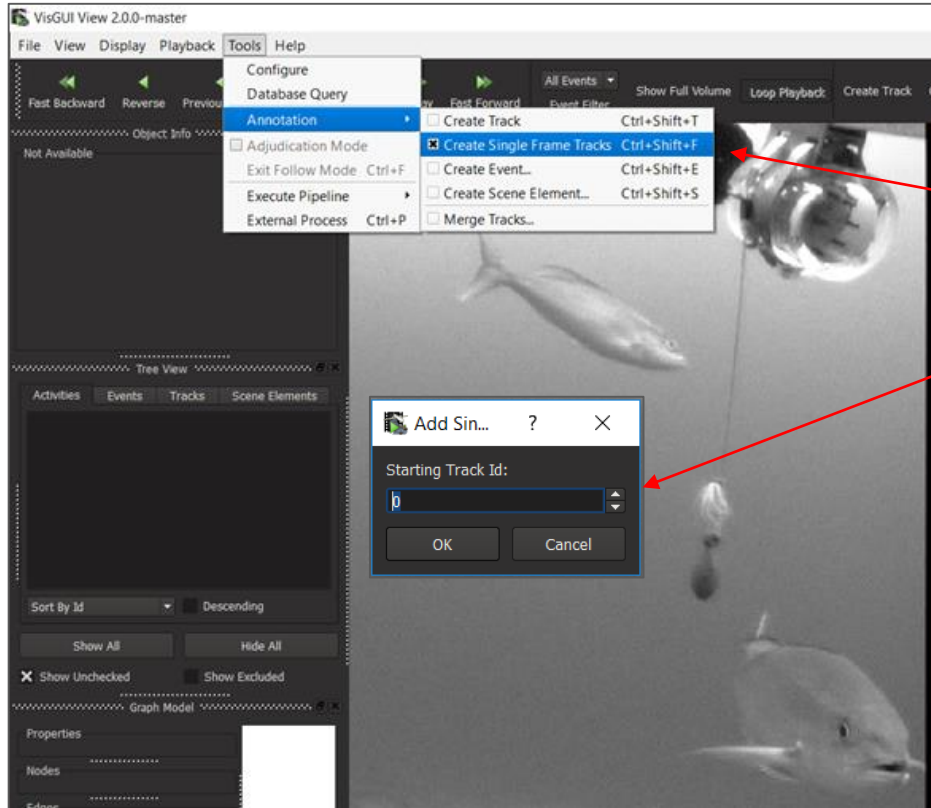 VisGUI View 2.0.0-master
File View Display Playback Tools Help
Fast Backward Reverse Fast Forward All Events Show Full Volume Loop Playback Create Track
Event Filter
Configure
Database Query
Annotation
Adjudication Mode
Exit Follow Mode Ctrl+F
Execute Pipeline
External Process Ctrl+P
Create Track Ctrl+Shift+T
Create Single Frame Tracks Ctrl+Shift+F
Create Event... Ctrl+Shift+E
Create Scene Element... Ctrl+Shift+S
Merge Tracks...
Object Info
Not Available
Tree View
Activities Events Tracks Scene Elements
Add Sin... ?
Starting Track Id:
0
OK Cancel
Sort By Id Descending
Show All Hide All
Show Unchecked Show Excluded
Graph Model
Properties
Nodes
Edges